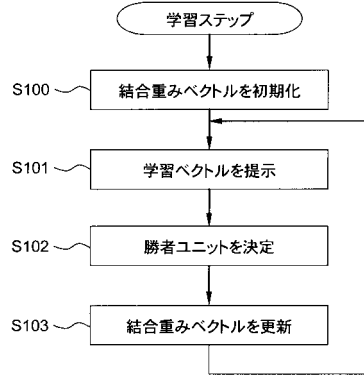 学習ステップ
S100
結合重みベクトルを初期化
S101
学習ベクトルを提示
S102
勝者ユニットを決定
S103
結合重みベクトルを更新